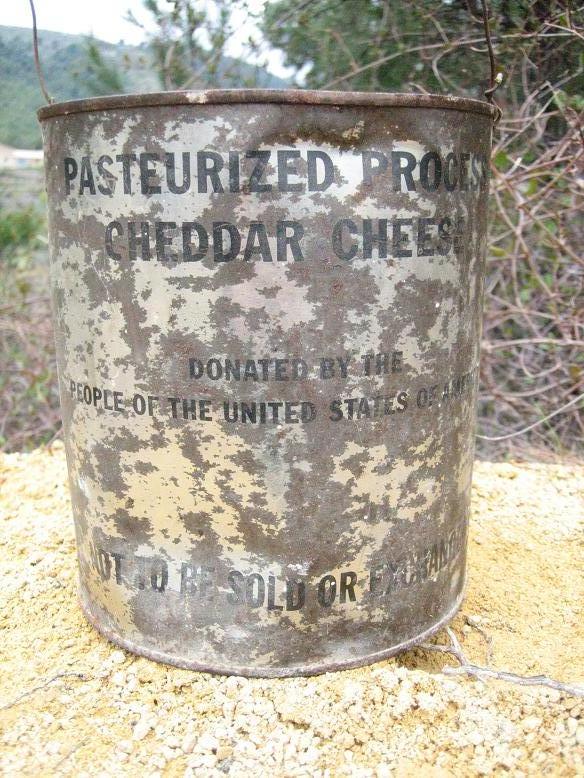 PASTEURIZED PROCESS
CHEDDAR CHEESE
DONATED BY THE
PEOPLE OF THE UNITED STATES OF AMERICA
NOT TO BE SOLD OR EXCHANGED